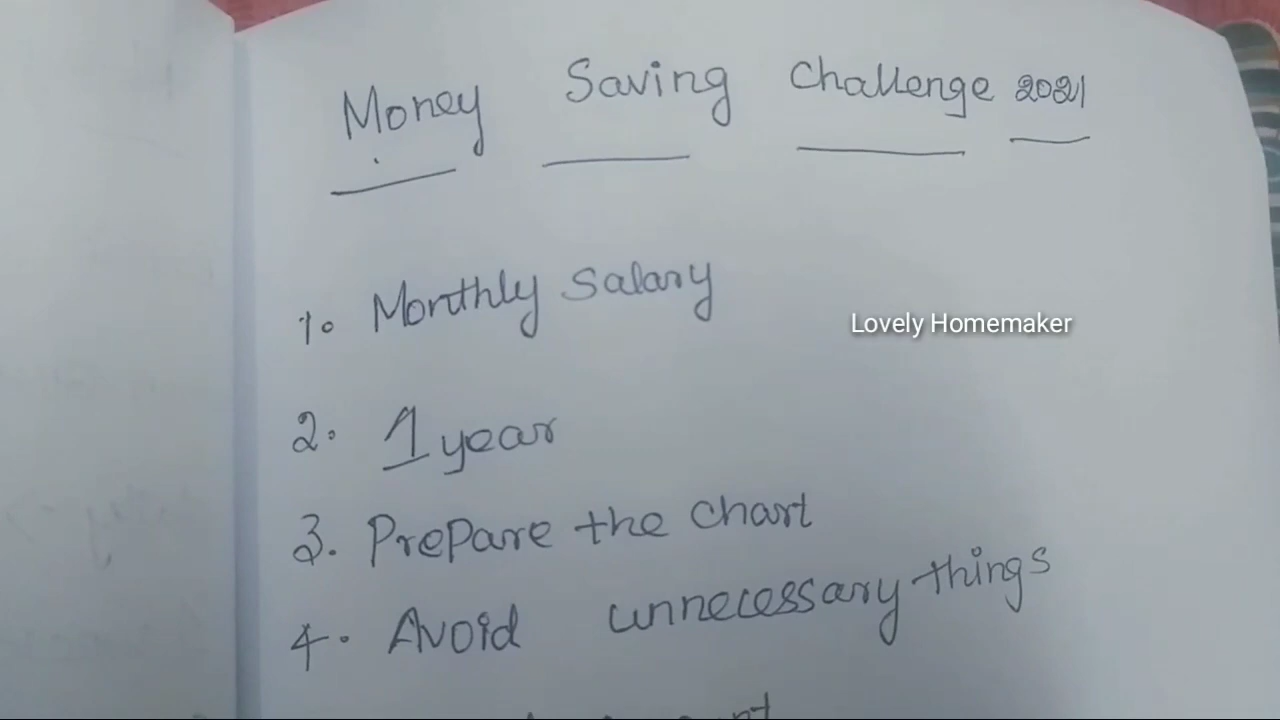 Money Saving Challenge 2021
1. Monthly Salary
Lovely Homemaker
2. 1 year
3. Prepare the chart
4. Avoid unnecessary things